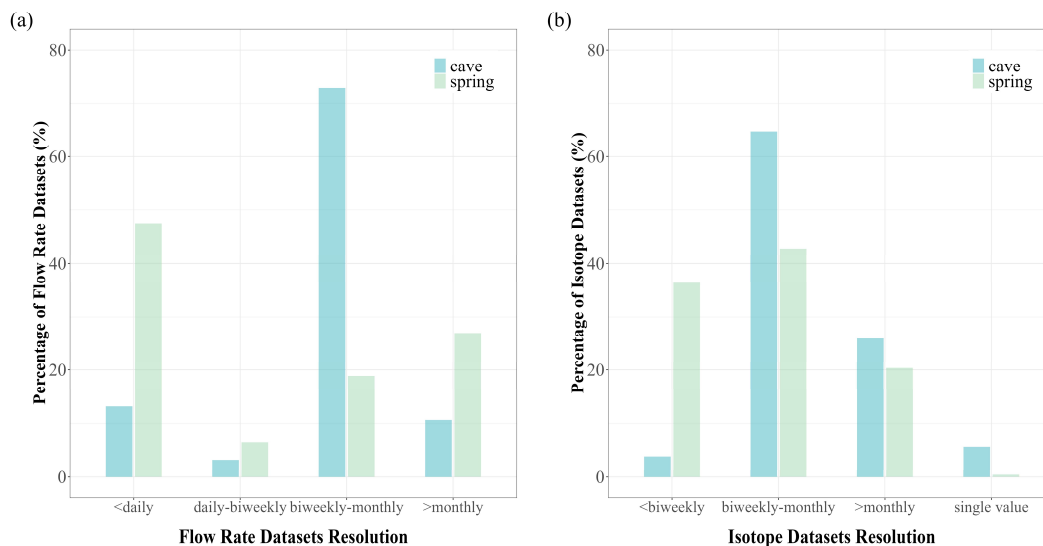 (a)
80
60
40
20
0
Percentage of Flow Rate Datasets (%)
cave
spring
<daily daily-biweekly biweekly-monthly >monthly
Flow Rate Datasets Resolution
(b)
80
60
40
20
0
Percentage of Isotope Datasets (%)
cave
spring
<biweekly biweekly-monthly >monthly single value
Isotope Datasets Resolution